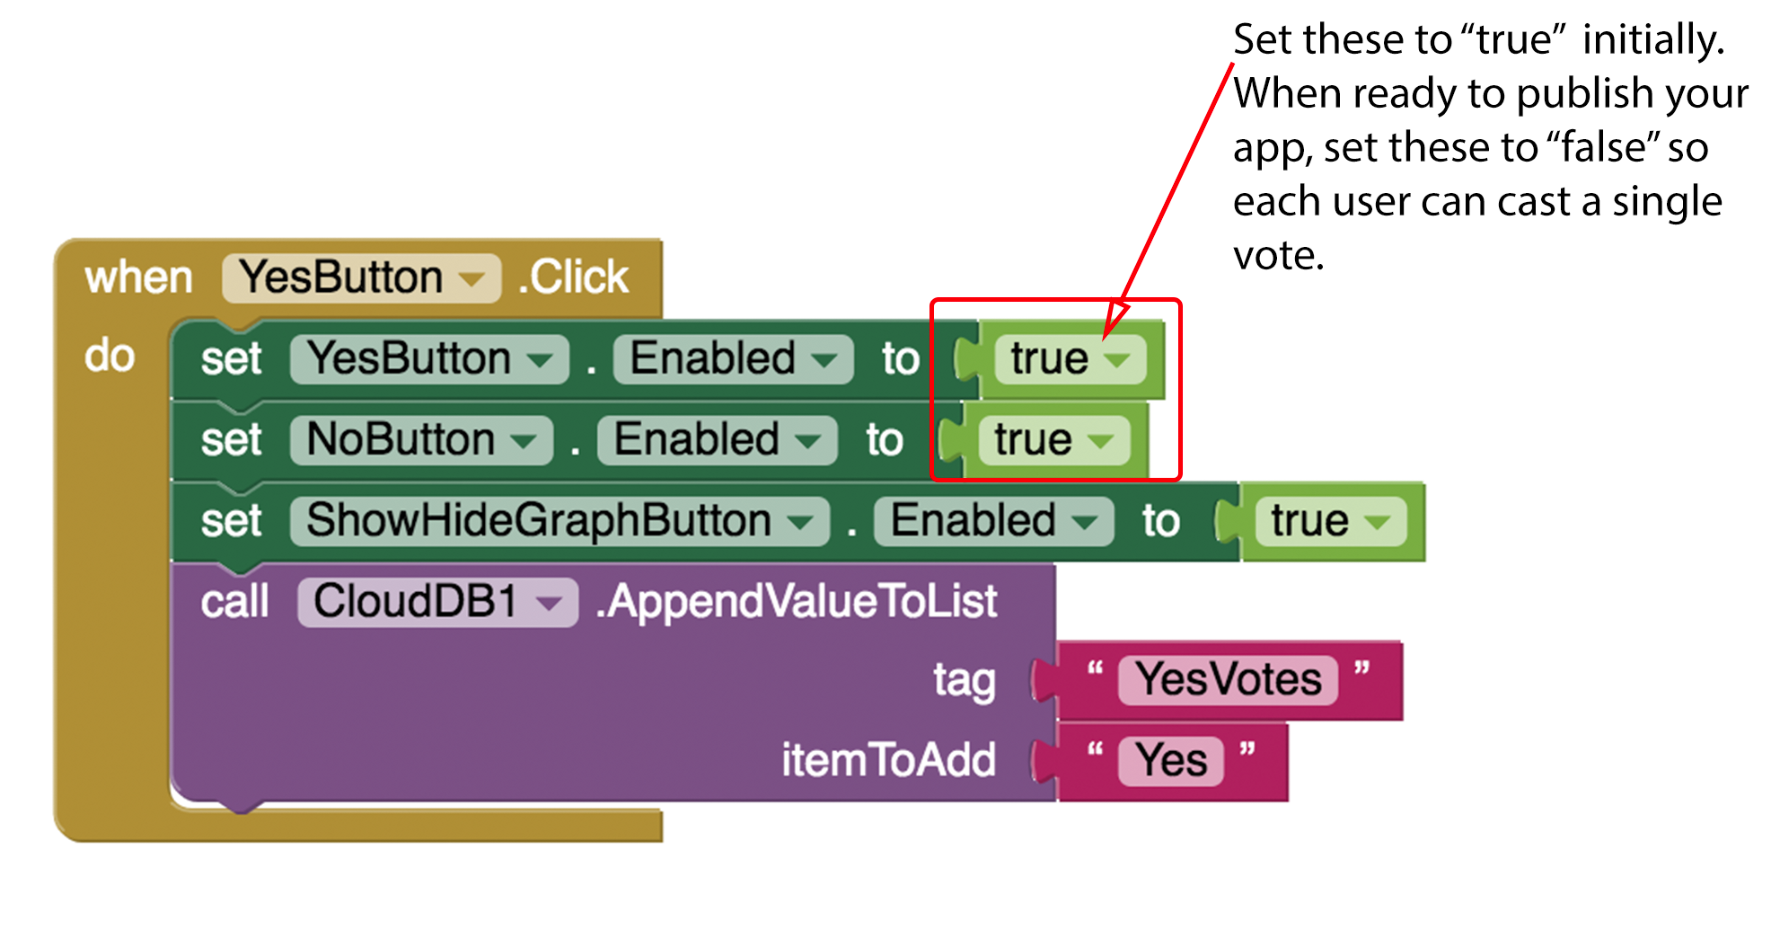 Set these to “true” initially.
When ready to publish your
app, set these to “false” so
each user can cast a single
vote.
when YesButton .Click
do set YesButton . Enabled to true
set NoButton . Enabled to true
set ShowHideGraphButton . Enabled to true
call CloudDB1 .AppendValueToList
tag “ YesVotes ”
itemToAdd “ Yes ”